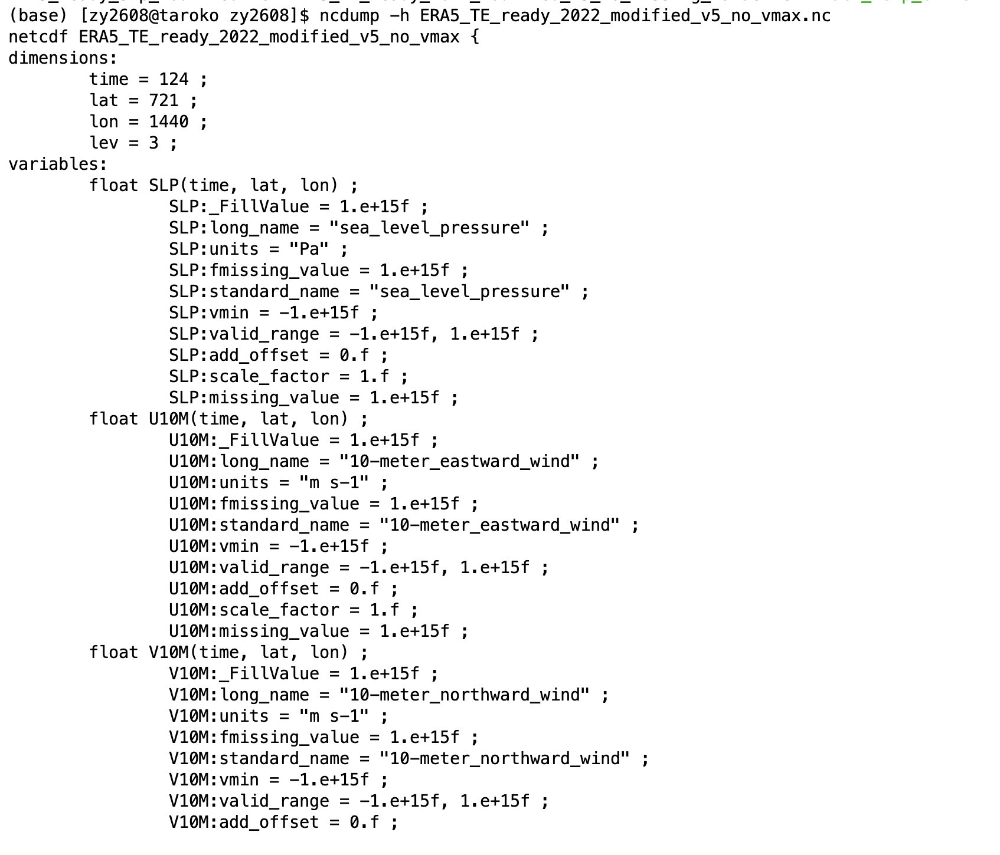 (base) [zy2608@taroko zy2608]$ ncdump -h ERA5_TE_ready_2022_modified_v5_no_vmax.nc
netcdf ERA5_TE_ready_2022_modified_v5_no_vmax {
dimensions:
        time = 124 ;
        lat = 721 ;
        lon = 1440 ;
        lev = 3 ;
variables:
        float SLP(time, lat, lon) ;
                SLP:_FillValue = 1.e+15f ;
                SLP:long_name = "sea_level_pressure" ;
                SLP:units = "Pa" ;
                SLP:fmissing_value = 1.e+15f ;
                SLP:standard_name = "sea_level_pressure" ;
                SLP:vmin = -1.e+15f ;
                SLP:valid_range = -1.e+15f, 1.e+15f ;
                SLP:add_offset = 0.f ;
                SLP:scale_factor = 1.f ;
                SLP:missing_value = 1.e+15f ;
        float U10M(time, lat, lon) ;
                U10M:_FillValue = 1.e+15f ;
                U10M:long_name = "10-meter_eastward_wind" ;
                U10M:units = "m s-1" ;
                U10M:fmissing_value = 1.e+15f ;
                U10M:standard_name = "10-meter_eastward_wind" ;
                U10M:vmin = -1.e+15f ;
                U10M:valid_range = -1.e+15f, 1.e+15f ;
                U10M:add_offset = 0.f ;
                U10M:scale_factor = 1.f ;
                U10M:missing_value = 1.e+15f ;
        float V10M(time, lat, lon) ;
                V10M:_FillValue = 1.e+15f ;
                V10M:long_name = "10-meter_northward_wind" ;
                V10M:units = "m s-1" ;
                V10M:fmissing_value = 1.e+15f ;
                V10M:standard_name = "10-meter_northward_wind" ;
                V10M:vmin = -1.e+15f ;
                V10M:valid_range = -1.e+15f, 1.e+15f ;
                V10M:add_offset = 0.f ;